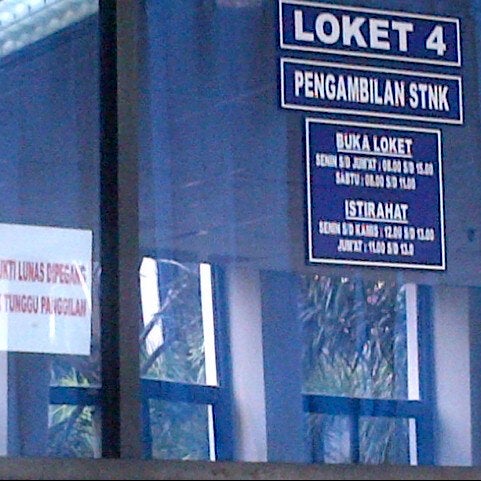 LOKET 4
PENGAMBILAN STNK
BUKA LOKET
SENIN S/D JUM'AT : 08.00 S/D 15.00
SABTU : 08.00 S/D 11.00
ISTIRAHAT
SENIN S/D KAMIS : 12.00 S/D 13.00
JUM'AT : 11.00 S/D 13.0
UKTI LUNAS DIPEGANG
TUNGGU PANGGILAN